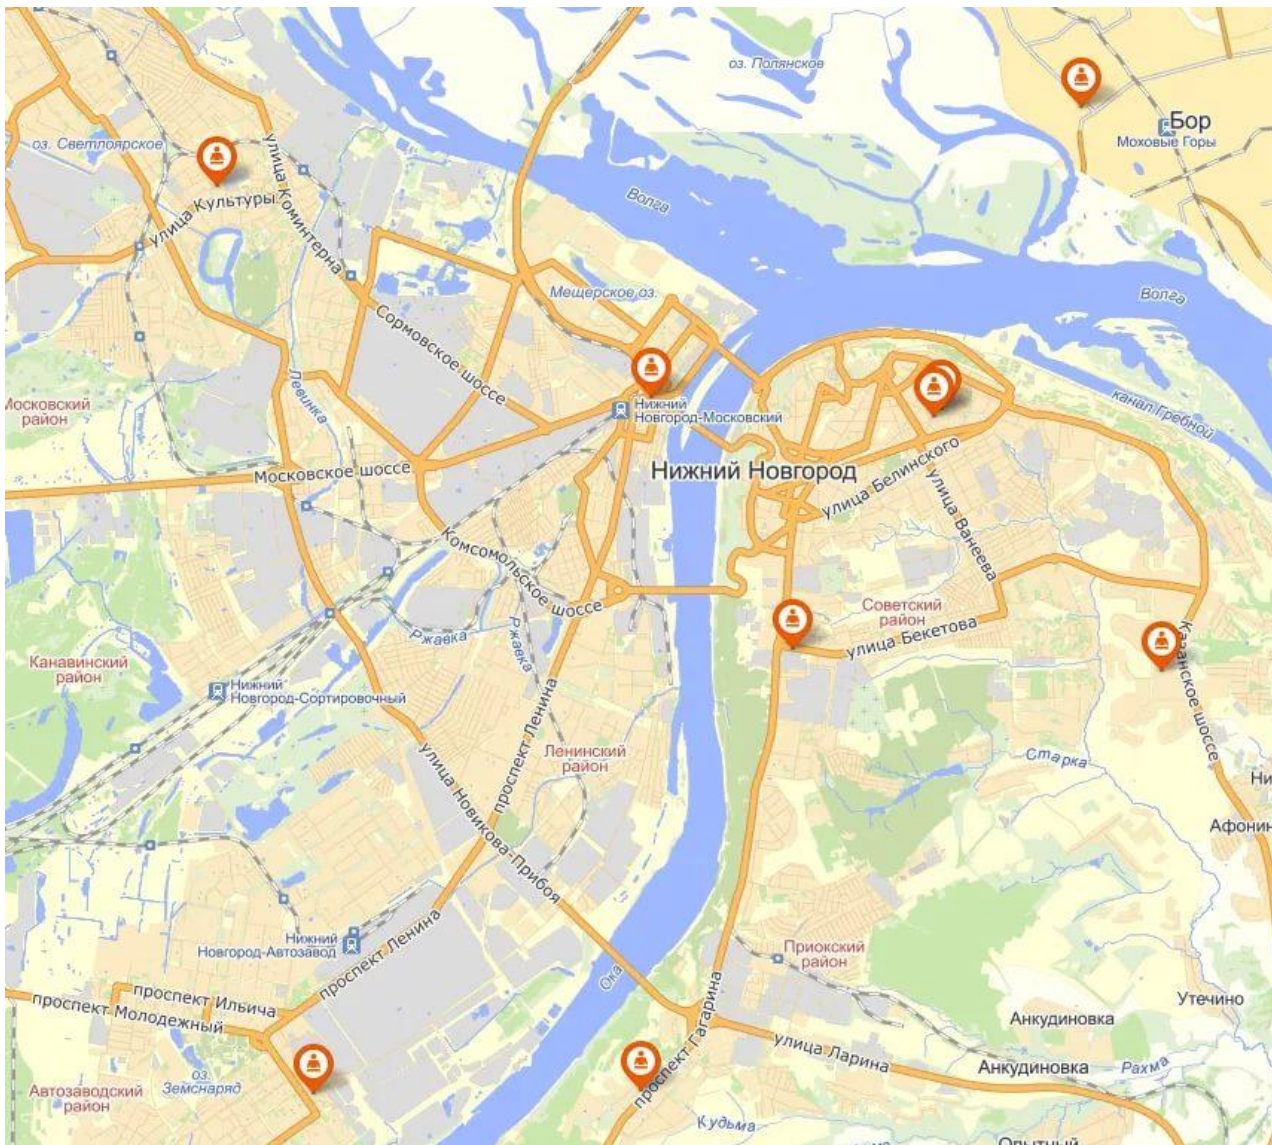 оз. Полянское
Бор
Моховые Горы
оз. Светлоярское
улица Культуры
улица Коминтерна
Волга
Мещерское оз.
Волга
Сормовское шоссе
Левинка
Московский
район
Нижний
Новгород-Московский
канал Гребной
Московское шоссе
Нижний Новгород
улица Белинского
улица Ванеева
Комсомольское шоссе
Советский
район
улица Бекетова
Ржавка
Ржавка
Казанское шоссе
Канавинский
район
Нижний
Новгород-Сортировочный
проспект Ленина
Ленинский
район
Старка
улица Новикова-Прибоя
Ни
Афонин
проспект Ленина
Нижний
Новгород-Автозавод
Приокский
район
Ока
проспект Ильича
проспект Молодежный
проспект Гагарина
Утечино
Анкудиновка
улица Ларина
Анкудиновка
Рахма
оз.
Земснаряд
Автозаводский
район
Кудьма
Опытный